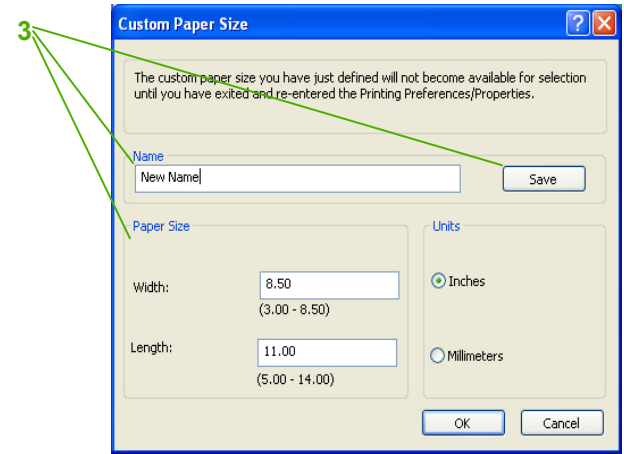 3
Custom Paper Size
The custom paper size you have just defined will not become available for selection
until you have exited and re-entered the Printing Preferences/Properties.
Name
New Name
Save
Paper Size
Units
Width:
8.50
(3.00 - 8.50)
Inches
Length:
11.00
(5.00 - 14.00)
Millimeters
OK
Cancel